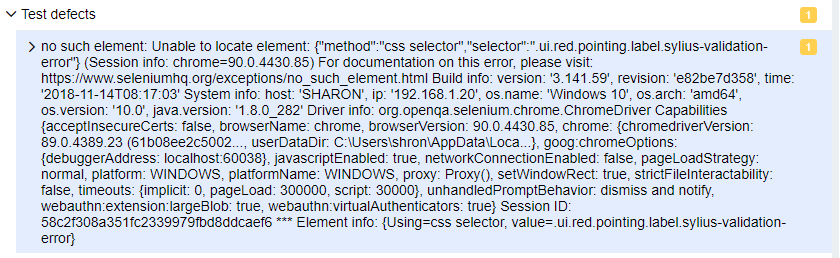 Test defects
1
no such element: Unable to locate element: {"method":"css selector","selector":".ui.red.pointing.label.sylius-validation-
1
error"} (Session info: chrome=90.0.4430.85) For documentation on this error, please visit:
https://www.seleniumhq.org/exceptions/no_such_element.html Build info: version: '3.141.59', revision: 'e82be7d358', time:
'2018-11-14T08:17:03' System info: host: 'SHARON', ip: '192.168.1.20', os.name: 'Windows 10', os.arch: 'amd64',
os.version: '10.0', java.version: '1.8.0_282' Driver info: org.openqa.selenium.chrome.ChromeDriver Capabilities
{acceptInsecureCerts: false, browserName: chrome, browserVersion: 90.0.4430.85, chrome: {chromedriverVersion:
89.0.4389.23 (61b08ee2c5002..., userDataDir: C:\Users\shron\AppData\Loca...}, goog:chromeOptions:
{debuggerAddress: localhost:60038}, javascriptEnabled: true, networkConnectionEnabled: false, pageLoadStrategy:
normal, platform: WINDOWS, platformName: WINDOWS, proxy: Proxy(), setWindowRect: true, strictFileInteractability:
false, timeouts: {implicit: 0, pageLoad: 300000, script: 30000}, unhandledPromptBehavior: dismiss and notify,
webauthn:extension:largeBlob: true, webauthn:virtualAuthenticators: true} Session ID:
58c2f308a351fc2339979fbd8ddcaef6 *** Element info: {Using=css selector, value=.ui.red.pointing.label.sylius-validation-
error}